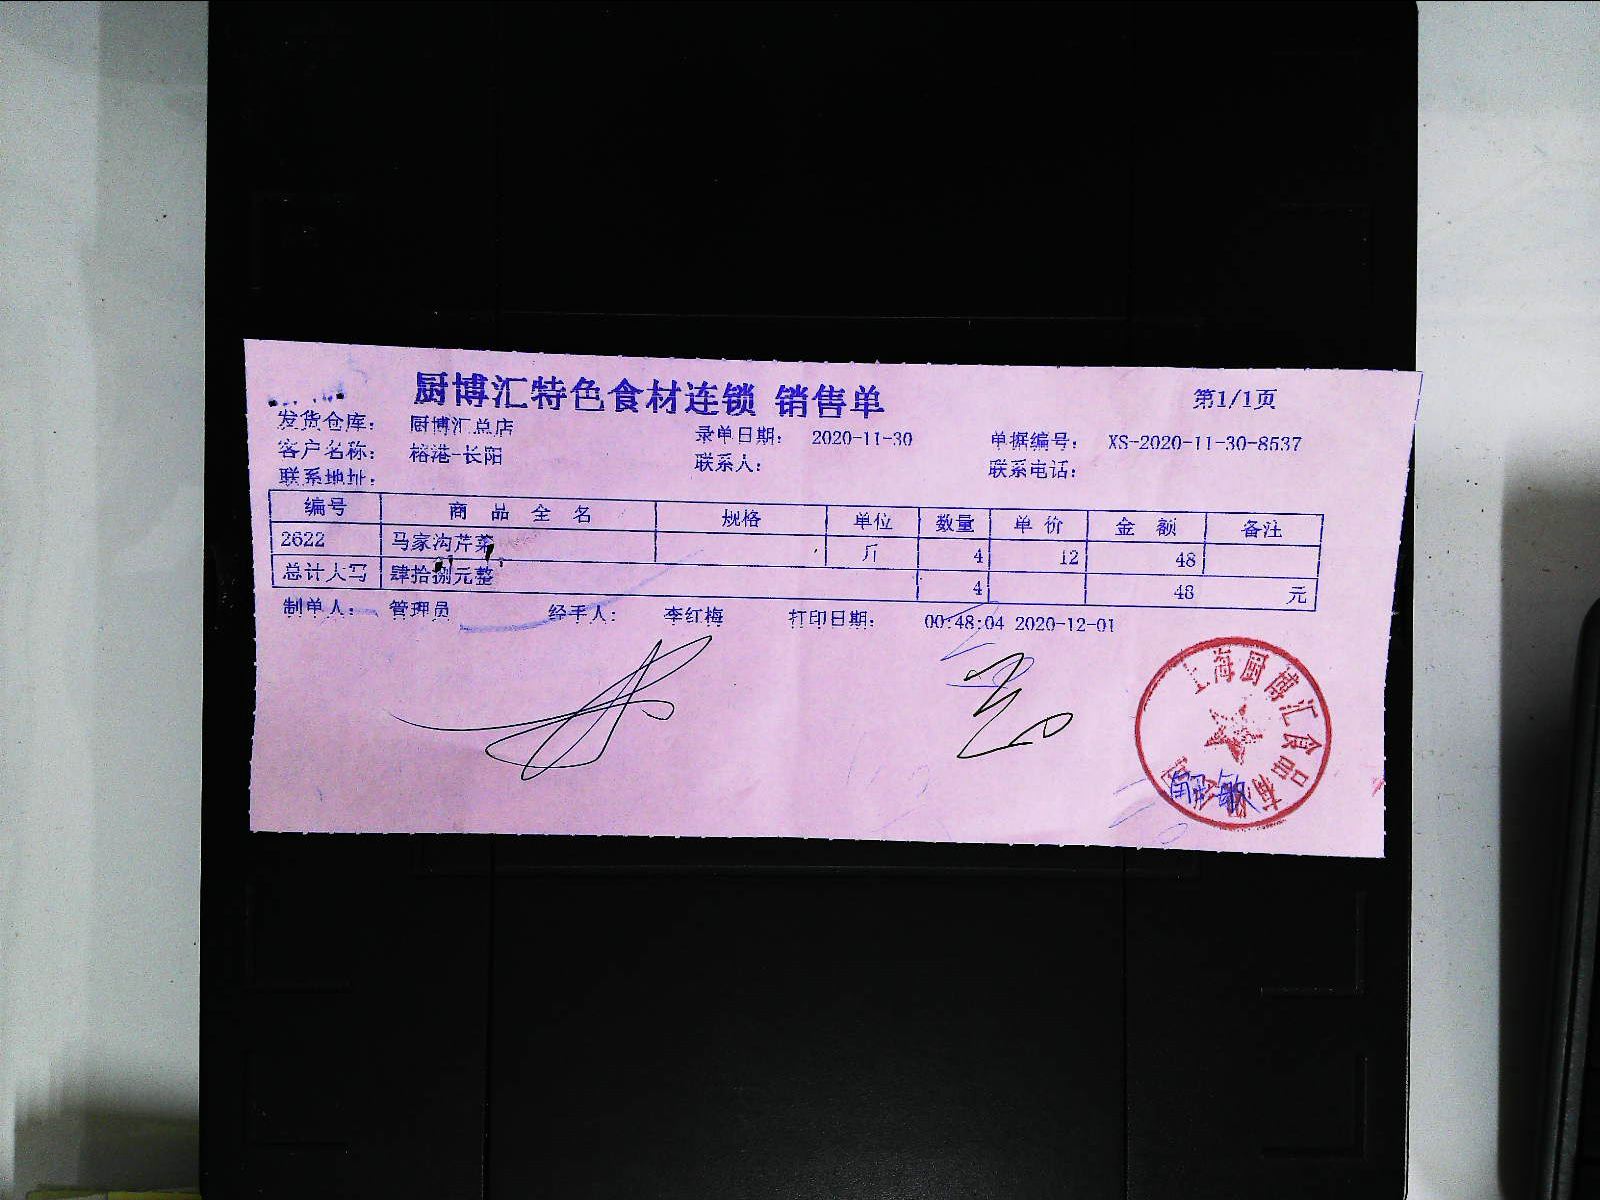 厨博汇特色食材连锁 销售单 第1/1页
发货仓库： 厨博汇总店 录单日期： 2020-11-30 单据编号： XS-2020-11-30-8537
客户名称： 榕港-长阳 联系人： 联系电话：
联系地址：
编号 商品全名 规格 单位 数量 单价 金额 备注
2622 马家沟芹菜 斤 4 12 48
总计大写 肆拾捌元整 4 48 元
制单人： 管理员 经手人： 李红梅 打印日期： 00:48:04 2020-12-01
上海厨博汇食品有限公司
解敏